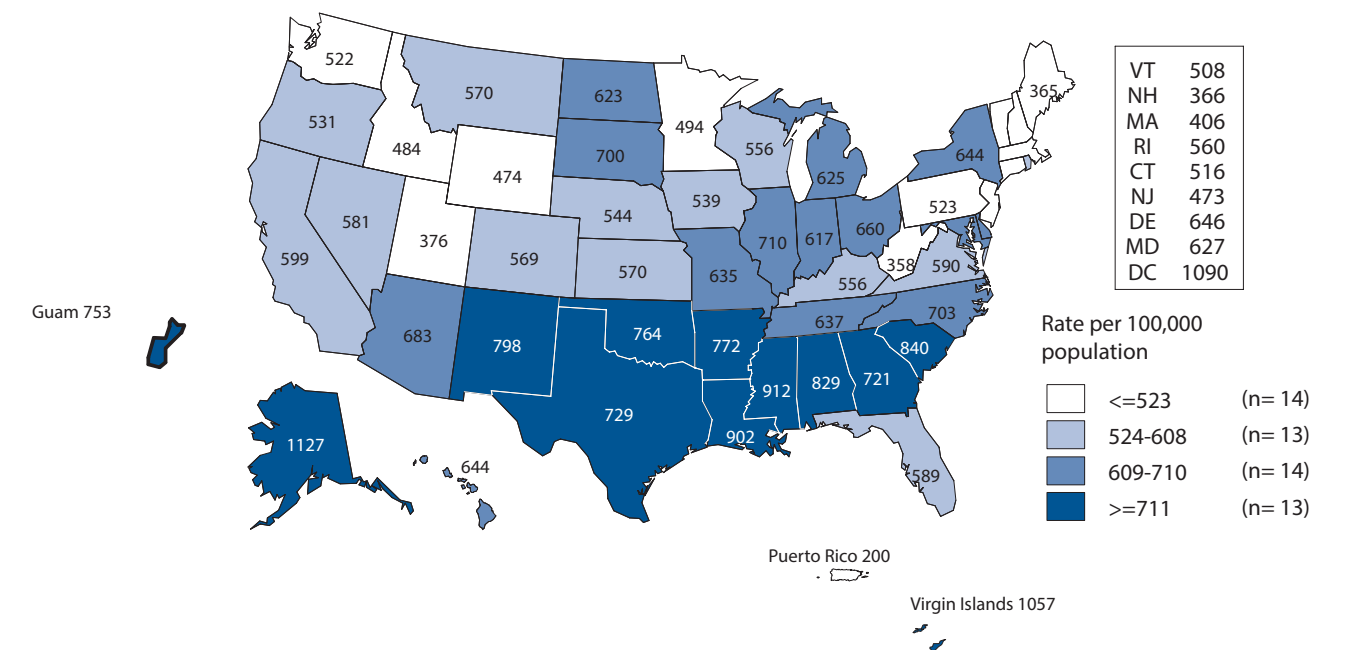 522
570
623
494
365
531
484
474
700
556
625
644
581
376
544
539
523
599
569
570
710
617
660
358
590
635
556
683
798
764
772
637
703
840
912
829
721
729
902
589
1127
644
Guam 753
Puerto Rico 200
Virgin Islands 1057
VT 508
NH 366
MA 406
RI 560
CT 516
NJ 473
DE 646
MD 627
DC 1090
Rate per 100,000
population
<=523 (n= 14)
524-608 (n= 13)
609-710 (n= 14)
>=711 (n= 13)